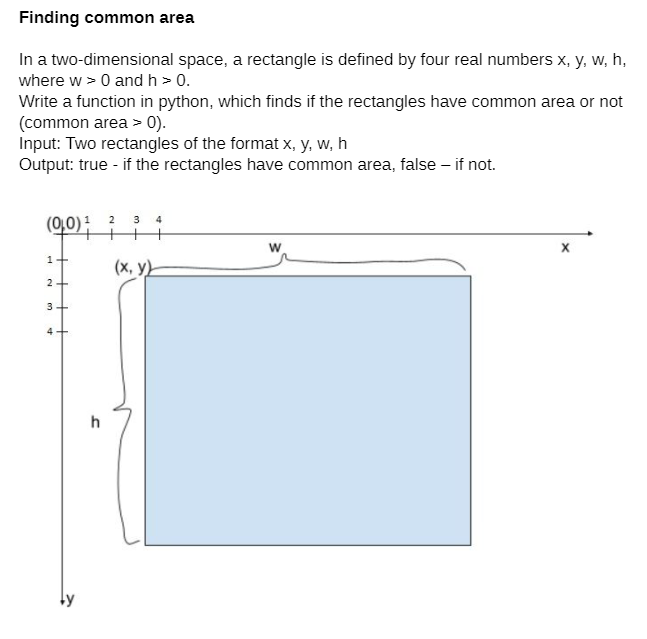 Finding common area
In a two-dimensional space, a rectangle is defined by four real numbers x, y, w, h,
where w > 0 and h > 0.
Write a function in python, which finds if the rectangles have common area or not
(common area > 0).
Input: Two rectangles of the format x, y, w, h
Output: true - if the rectangles have common area, false – if not.
(0,0) 1 2 3 4
w x
1
(x, y)
2
3
4
h
y